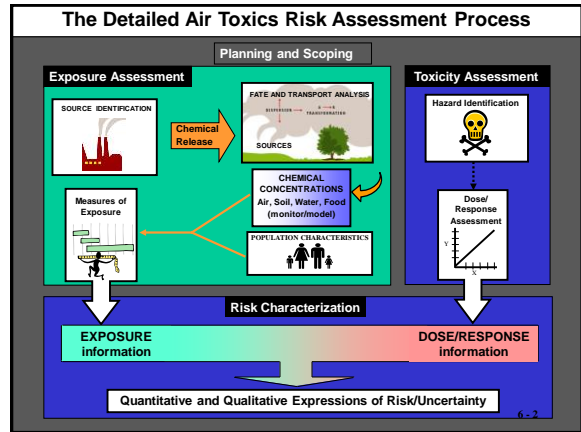 The Detailed Air Toxics Risk Assessment Process
Planning and Scoping
Exposure Assessment
SOURCE IDENTIFICATION
Chemical
Release
FATE AND TRANSPORT ANALYSIS
DISPERSION
A → B
TRANSFORMATION
SOURCES
CHEMICAL
CONCENTRATIONS
Air, Soil, Water, Food
(monitor/model)
POPULATION CHARACTERISTICS
Measures of
Exposure
Toxicity Assessment
Hazard Identification
Dose/
Response
Assessment
Y
X
Risk Characterization
EXPOSURE
information
DOSE/RESPONSE
information
Quantitative and Qualitative Expressions of Risk/Uncertainty
6 - 2